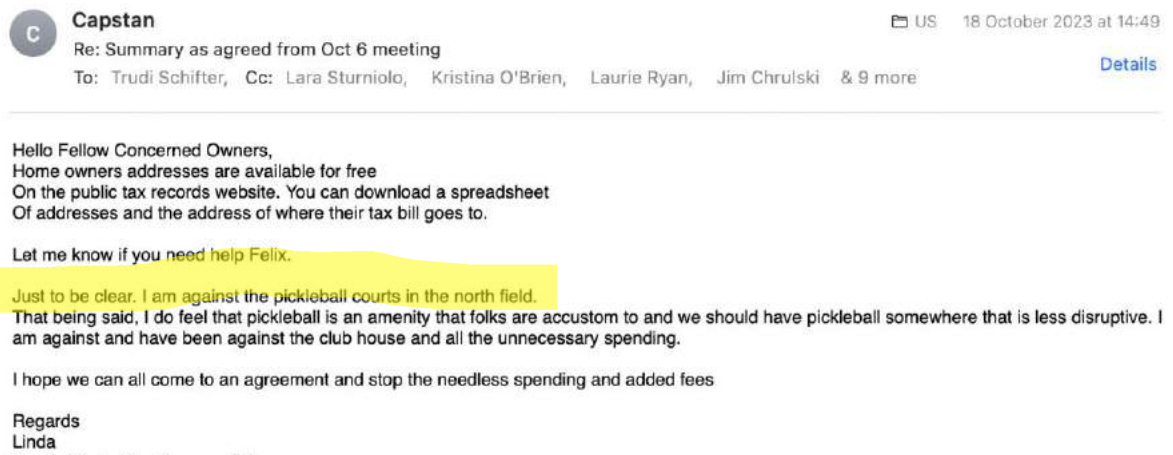 C
Capstan
US 18 October 2023 at 14:49
Re: Summary as agreed from Oct 6 meeting
To: Trudi Schifter, Cc: Lara Sturniolo, Kristina O'Brien, Laurie Ryan, Jim Chrulski & 9 more
Details
Hello Fellow Concerned Owners,
Home owners addresses are available for free
On the public tax records website. You can download a spreadsheet
Of addresses and the address of where their tax bill goes to.
Let me know if you need help Felix.
Just to be clear. I am against the pickleball courts in the north field.
That being said, I do feel that pickleball is an amenity that folks are accustom to and we should have pickleball somewhere that is less disruptive. I
am against and have been against the club house and all the unnecessary spending.
I hope we can all come to an agreement and stop the needless spending and added fees
Regards
Linda